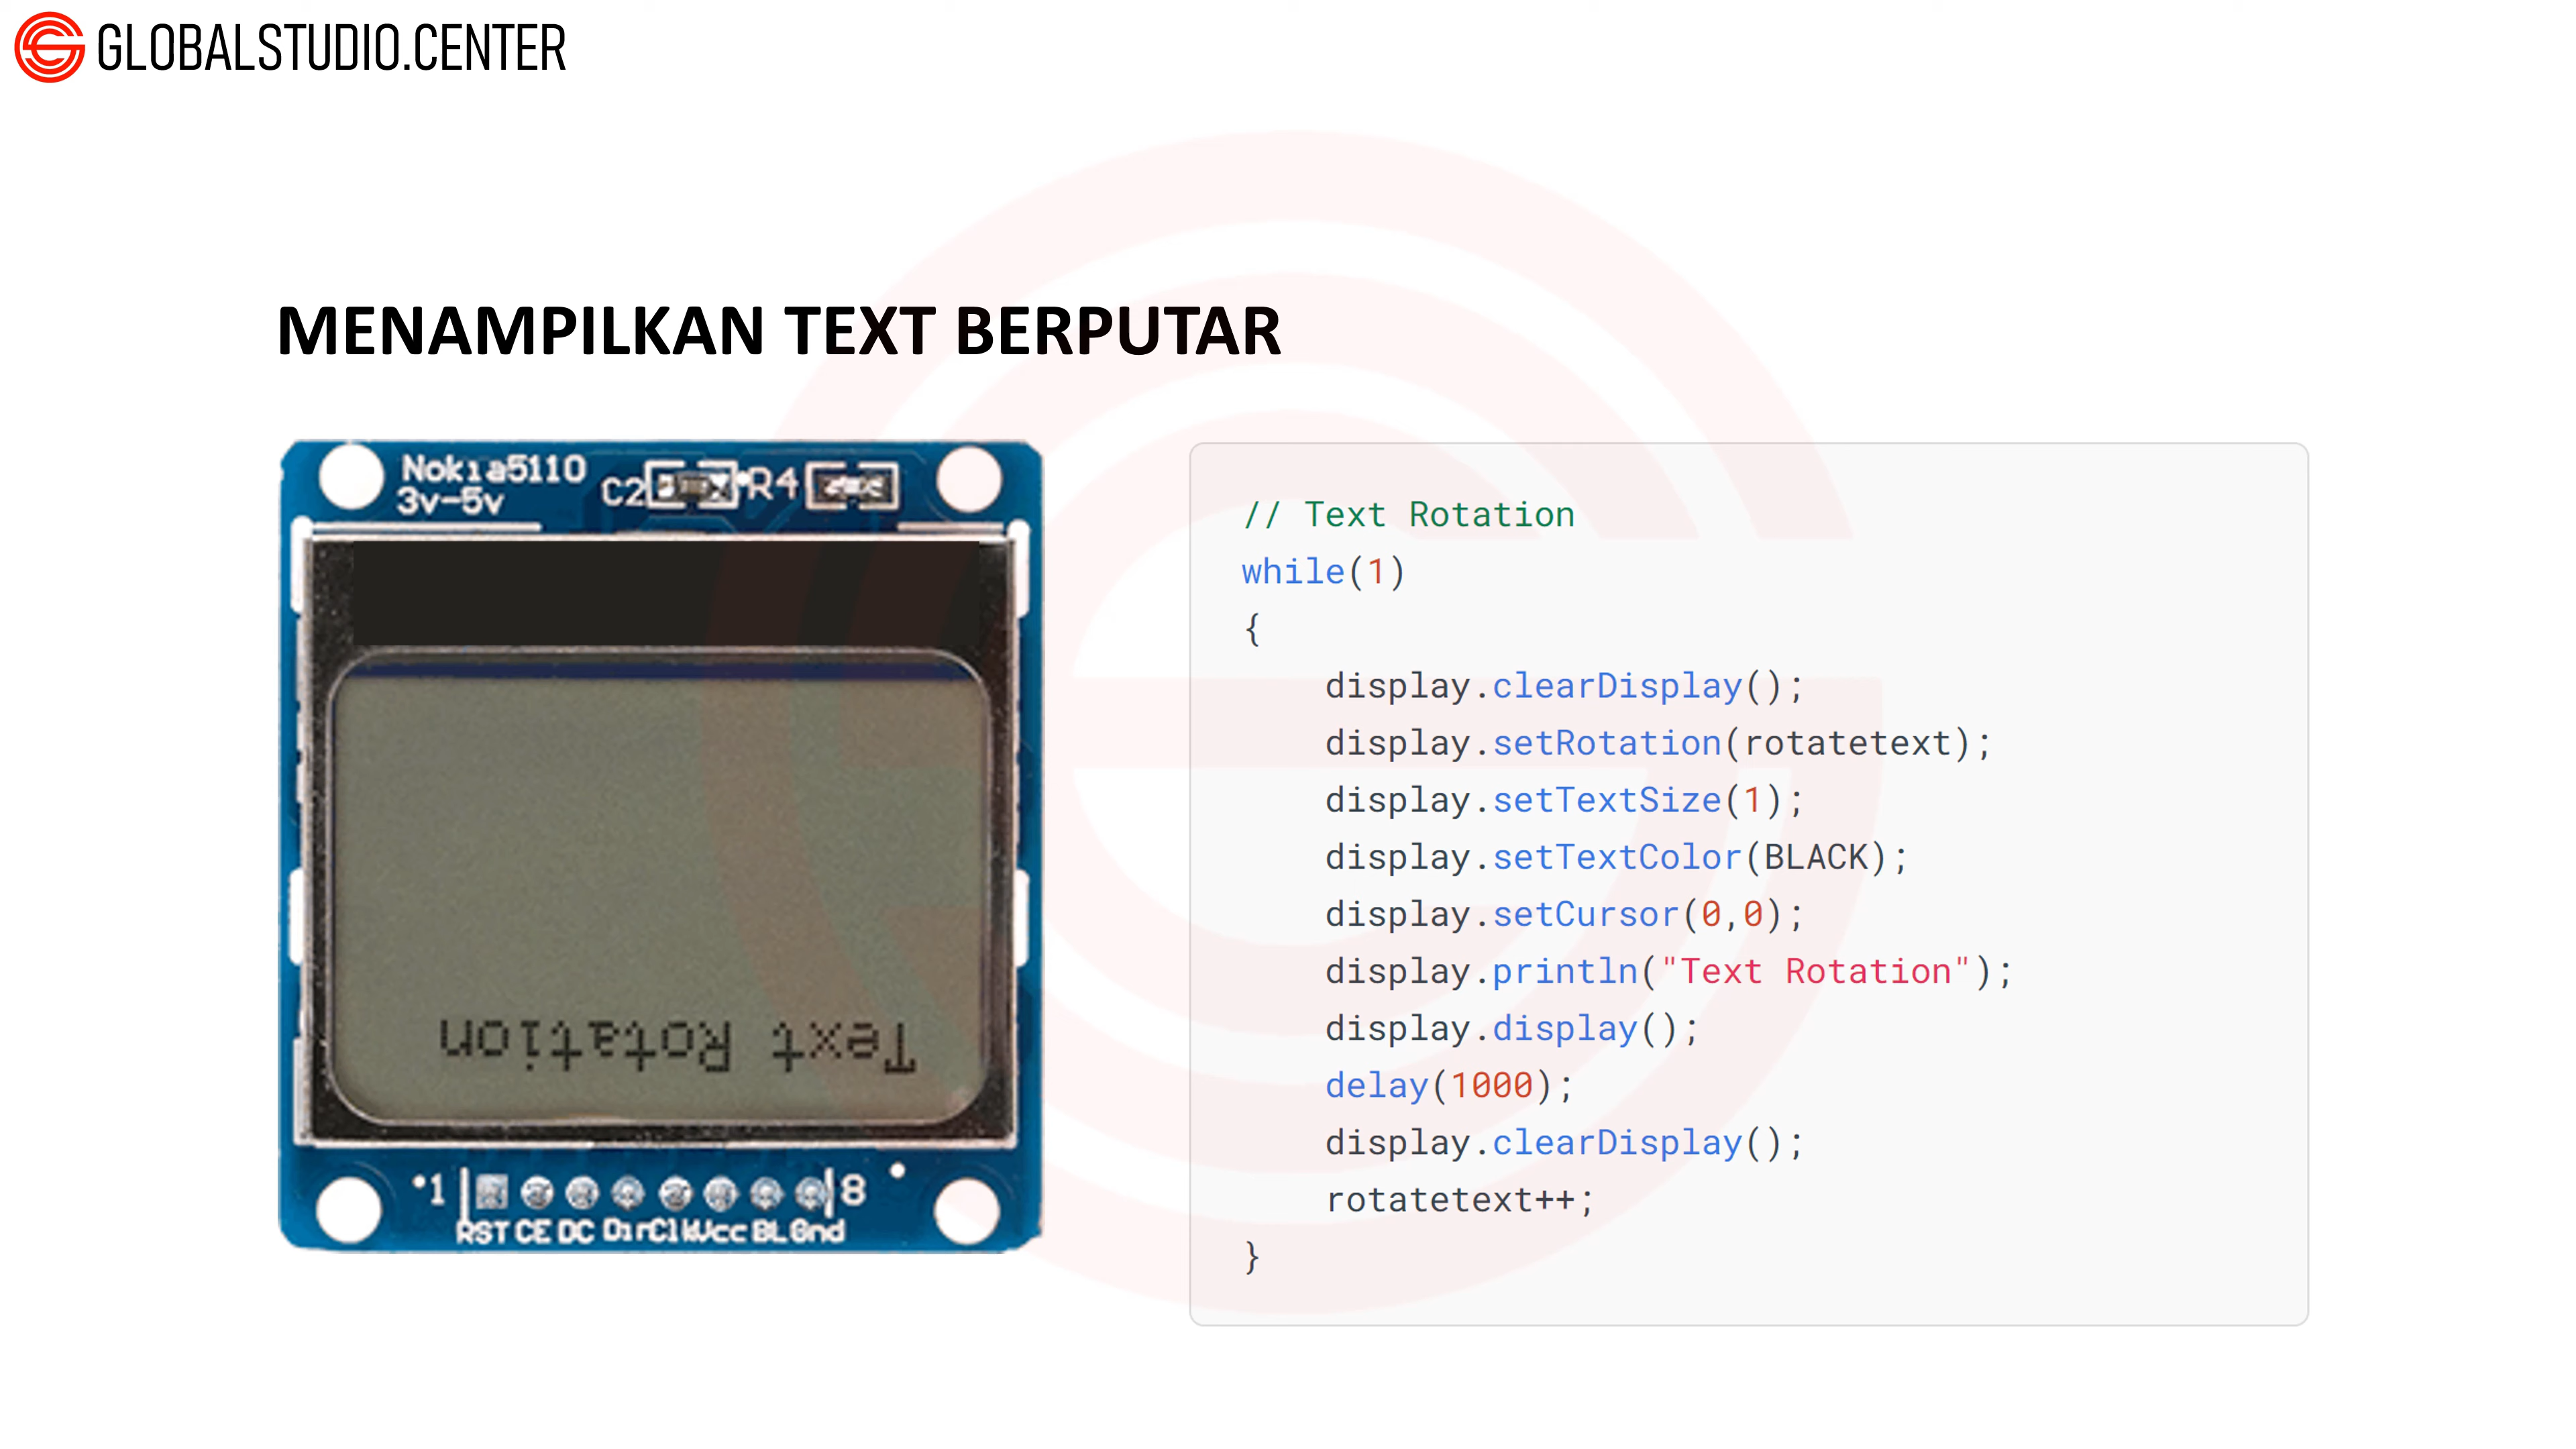 GLOBALSTUDIO.CENTER
MENAMPILKAN TEXT BERPUTAR
Nokia5110
3v-5v
C2
R4
Text Rotation
1
8
RST CE DC Din Clk Vcc BL Gnd
// Text Rotation
while(1)
{
display.clearDisplay();
display.setRotation(rotatetext);
display.setTextSize(1);
display.setTextColor(BLACK);
display.setCursor(0,0);
display.println("Text Rotation");
display.display();
delay(1000);
display.clearDisplay();
rotatetext++;
}